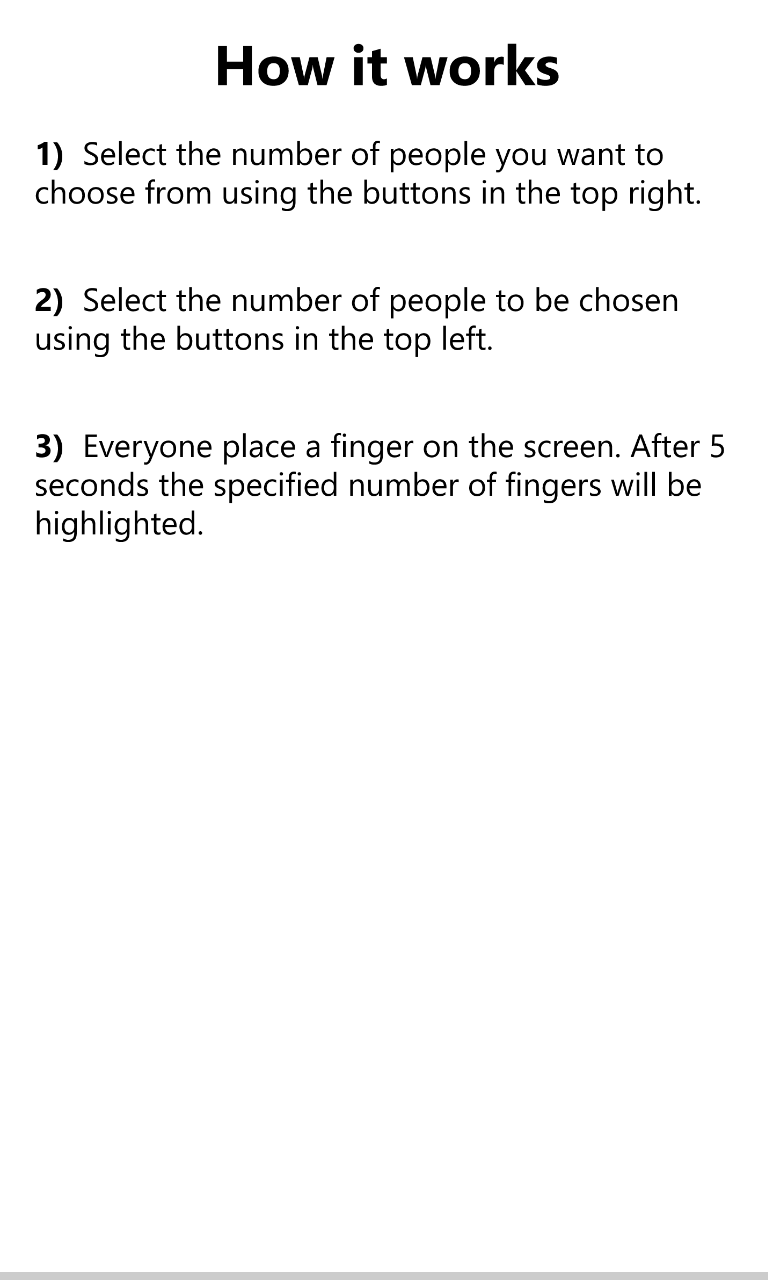 How it works
1) Select the number of people you want to
choose from using the buttons in the top right.
2) Select the number of people to be chosen
using the buttons in the top left.
3) Everyone place a finger on the screen. After 5
seconds the specified number of fingers will be
highlighted.